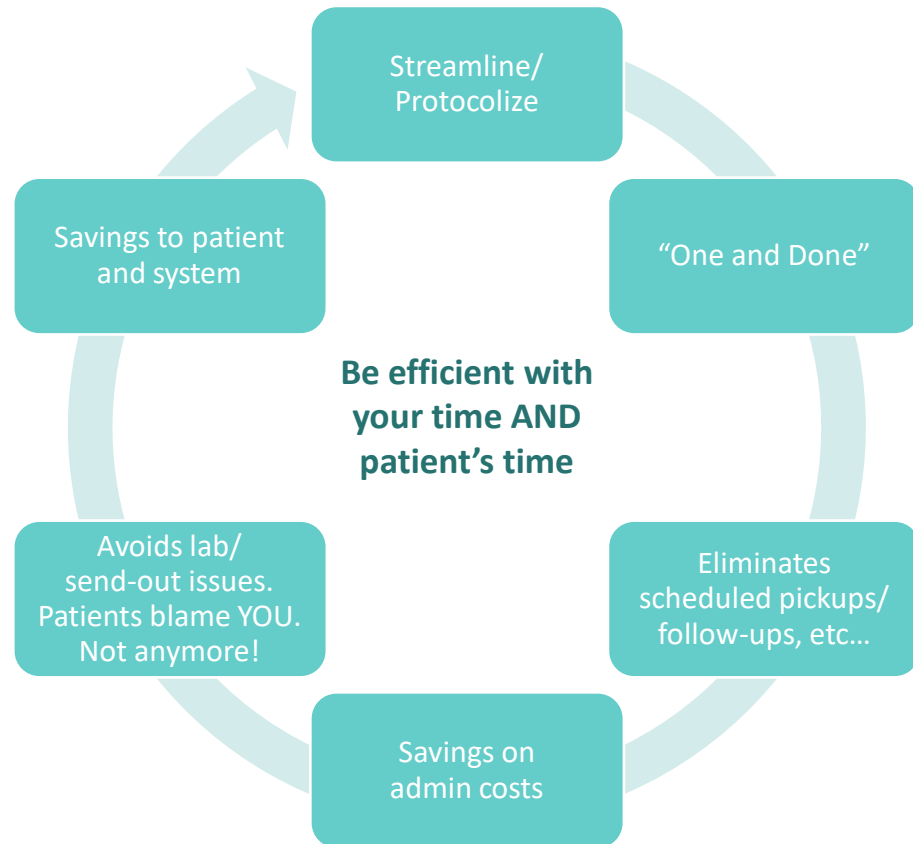 Streamline/
Protocolize
“One and Done”
Eliminates
scheduled pickups/
follow-ups, etc…
Savings on
admin costs
Avoids lab/
send-out issues.
Patients blame YOU.
Not anymore!
Savings to patient
and system
Be efficient with
your time AND
patient’s time